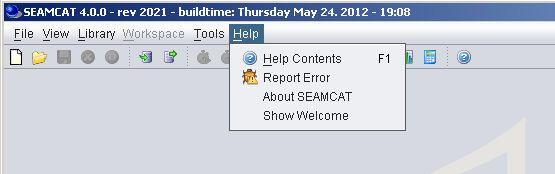 SEAMCAT 4.0.0 - rev 2021 - buildtime: Thursday May 24. 2012 - 19:08
File View Library Workspace Tools Help
Help Contents F1
Report Error
About SEAMCAT
Show Welcome